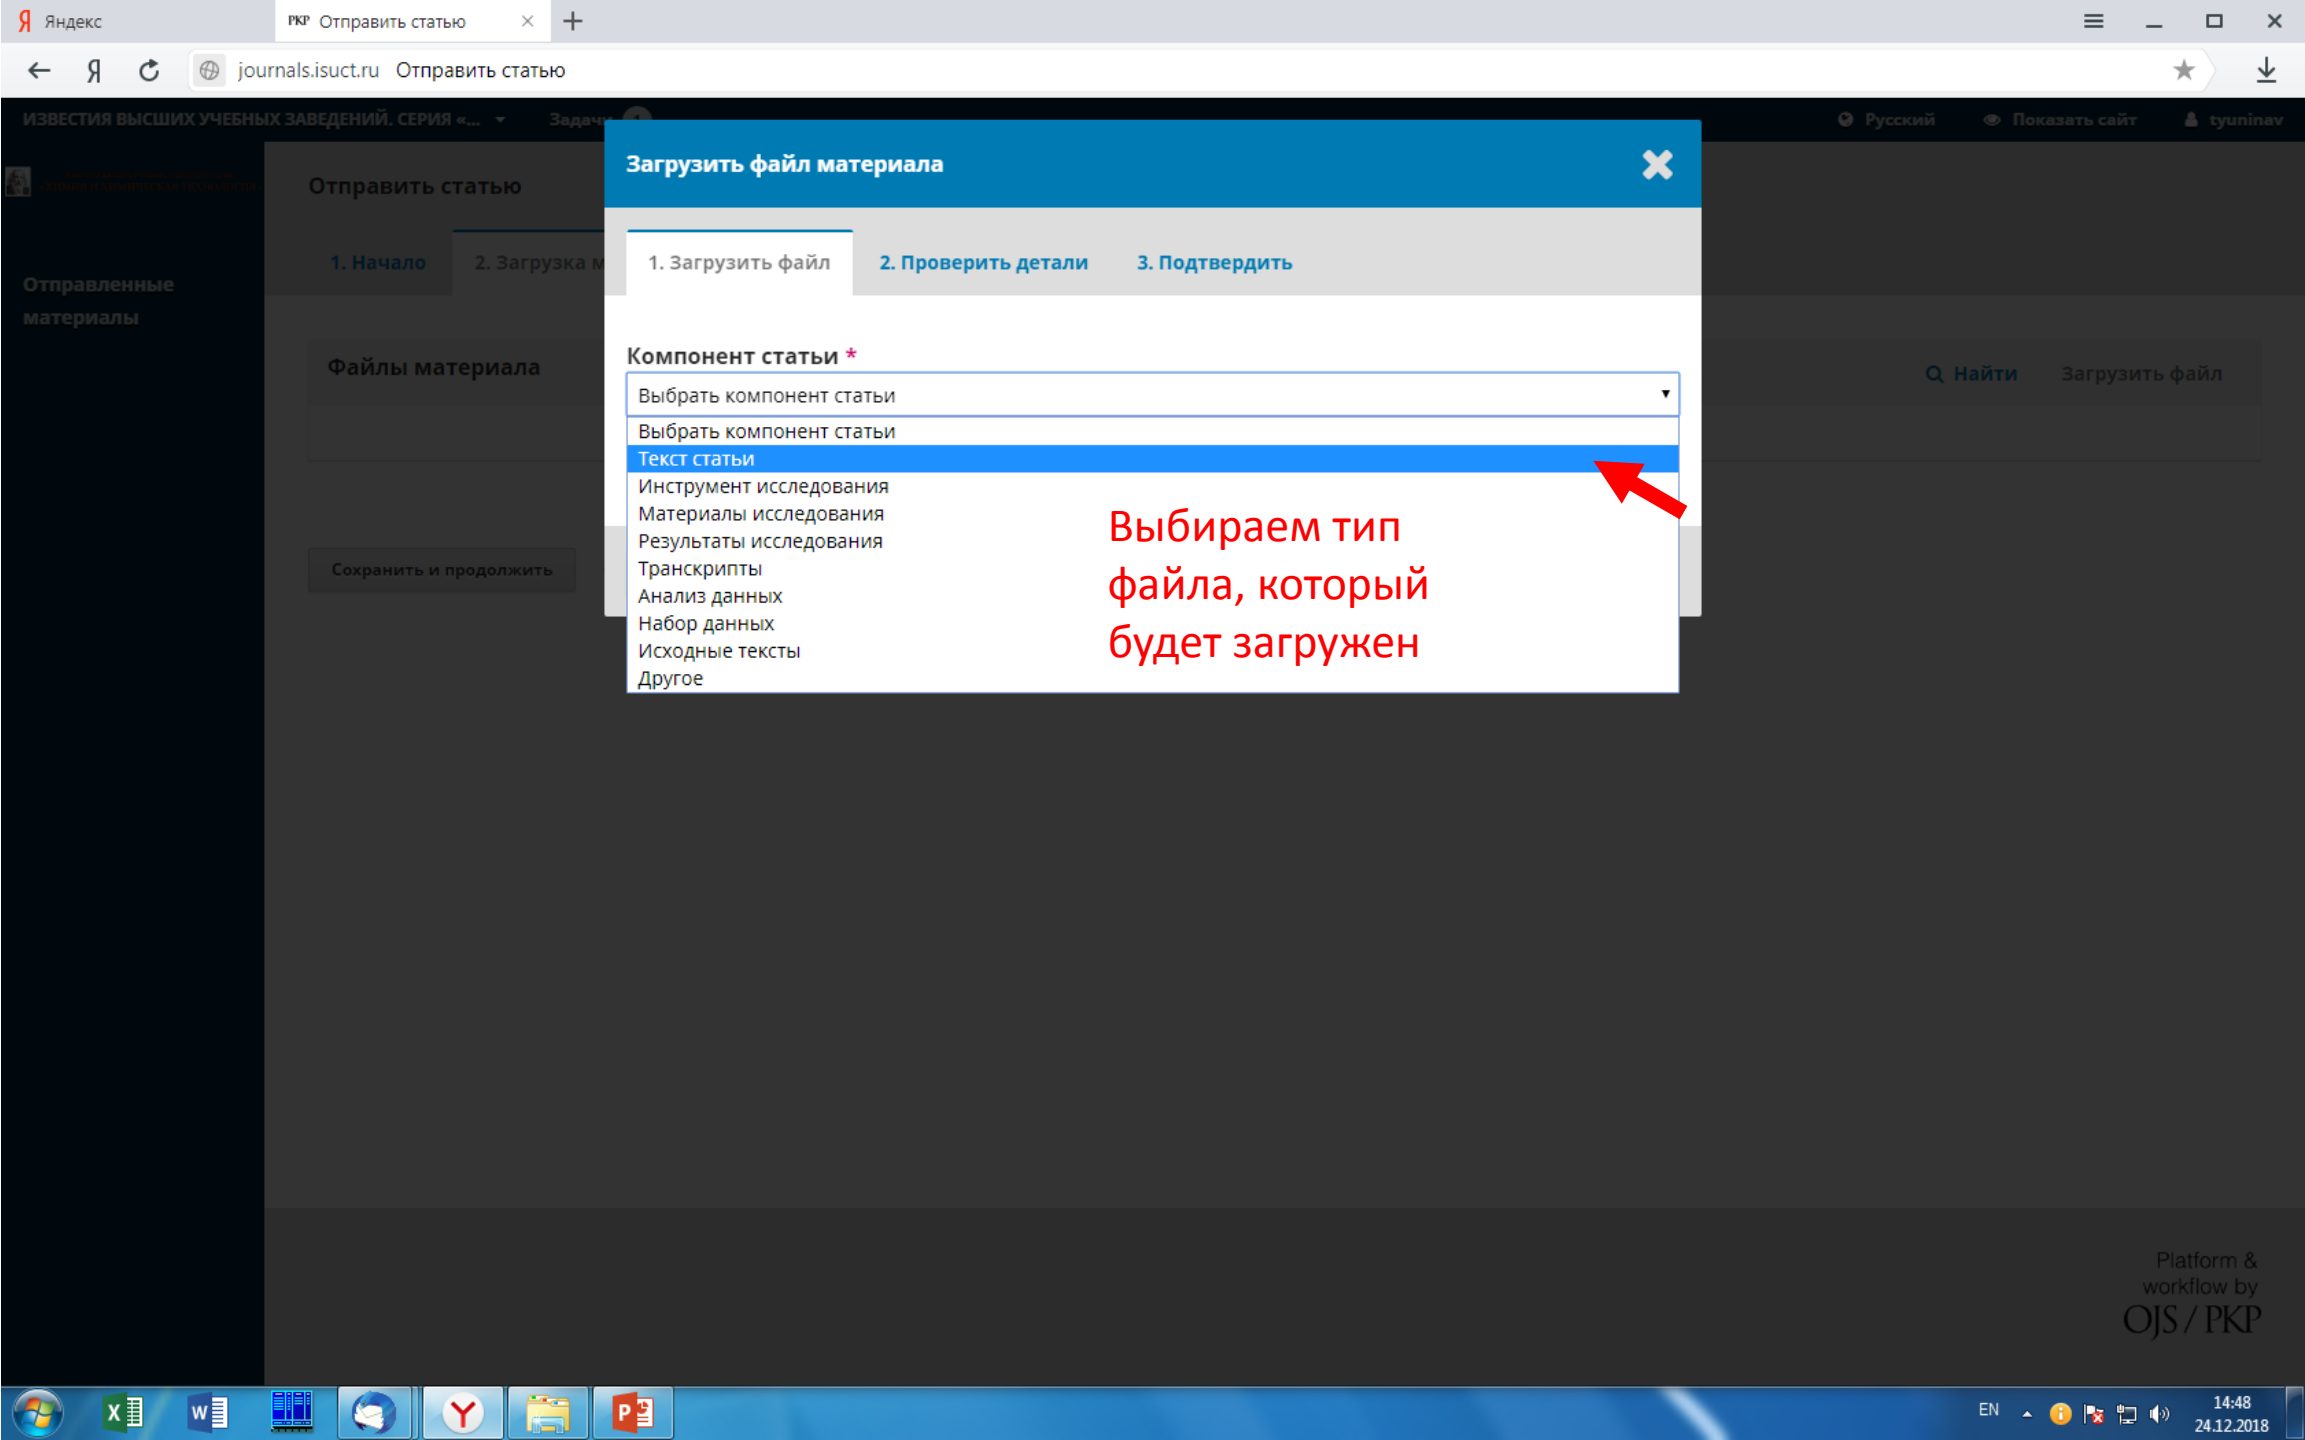 Яндекс
PKP Отправить статью
journals.isuct.ru Отправить статью
ИЗВЕСТИЯ ВЫСШИХ УЧЕБНЫХ ЗАВЕДЕНИЙ. СЕРИЯ «...
Задачи
Русский
Показать сайт
tyuninav
Отправленные
материалы
Отправить статью
1. Начало
2. Загрузка м
Файлы материала
Найти
Загрузить файл
Сохранить и продолжить
Загрузить файл материала
1. Загрузить файл
2. Проверить детали
3. Подтвердить
Компонент статьи *
Выбрать компонент статьи
Выбрать компонент статьи
Текст статьи
Инструмент исследования
Материалы исследования
Результаты исследования
Транскрипты
Анализ данных
Набор данных
Исходные тексты
Другое
Выбираем тип
файла, который
будет загружен
Platform &
workflow by
OJS / PKP
EN
14:48
24.12.2018